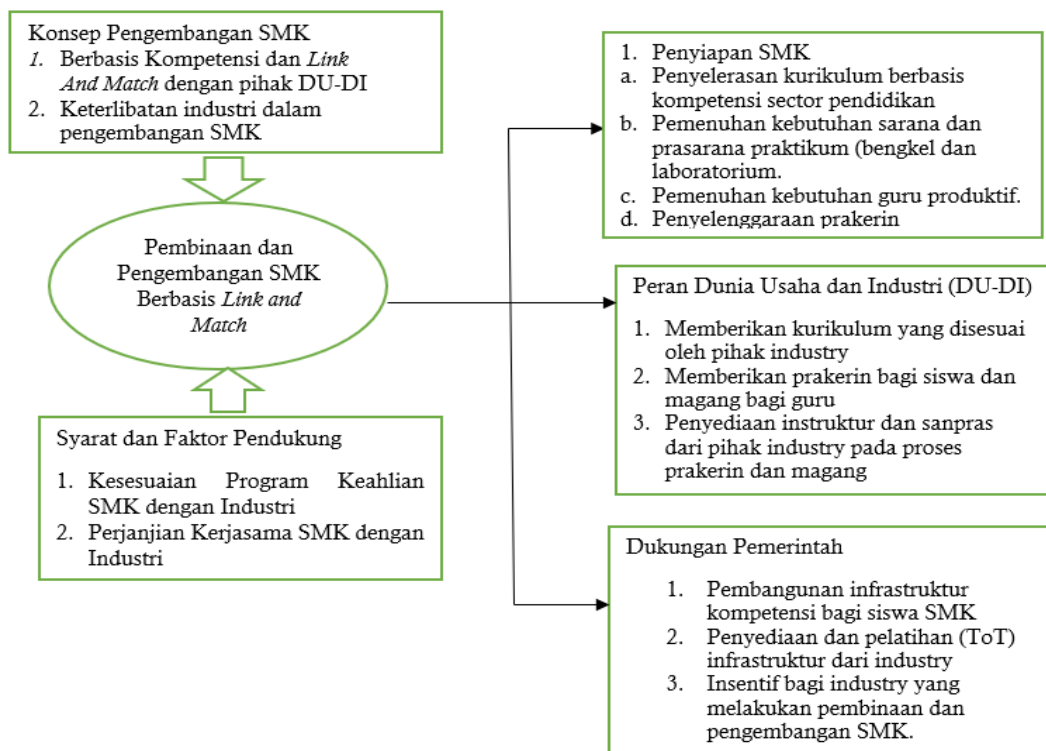 Konsep Pengembangan SMK
1. Berbasis Kompetensi dan Link
And Match dengan pihak DU-DI
2. Keterlibatan industri dalam
pengembangan SMK
Pembinaan dan
Pengembangan SMK
Berbasis Link and
Match
Syarat dan Faktor Pendukung
1. Kesesuaian Program Keahlian
SMK dengan Industri
2. Perjanjian Kerjasama SMK dengan
Industri
1. Penyiapan SMK
a. Penyelerasan kurikulum berbasis
kompetensi sector pendidikan
b. Pemenuhan kebutuhan sarana dan
prasarana praktikum (bengkel dan
laboratorium.
c. Pemenuhan kebutuhan guru produktif.
d. Penyelenggaraan prakerin
Peran Dunia Usaha dan Industri (DU-DI)
1. Memberikan kurikulum yang disesuai
oleh pihak industry
2. Memberikan prakerin bagi siswa dan
magang bagi guru
3. Penyediaan instruktur dan sanpras
dari pihak industry pada proses
prakerin dan magang
Dukungan Pemerintah
1. Pembangunan infrastruktur
kompetensi bagi siswa SMK
2. Penyediaan dan pelatihan (ToT)
infrastruktur dari industry
3. Insentif bagi industry yang
melakukan pembinaan dan
pengembangan SMK.